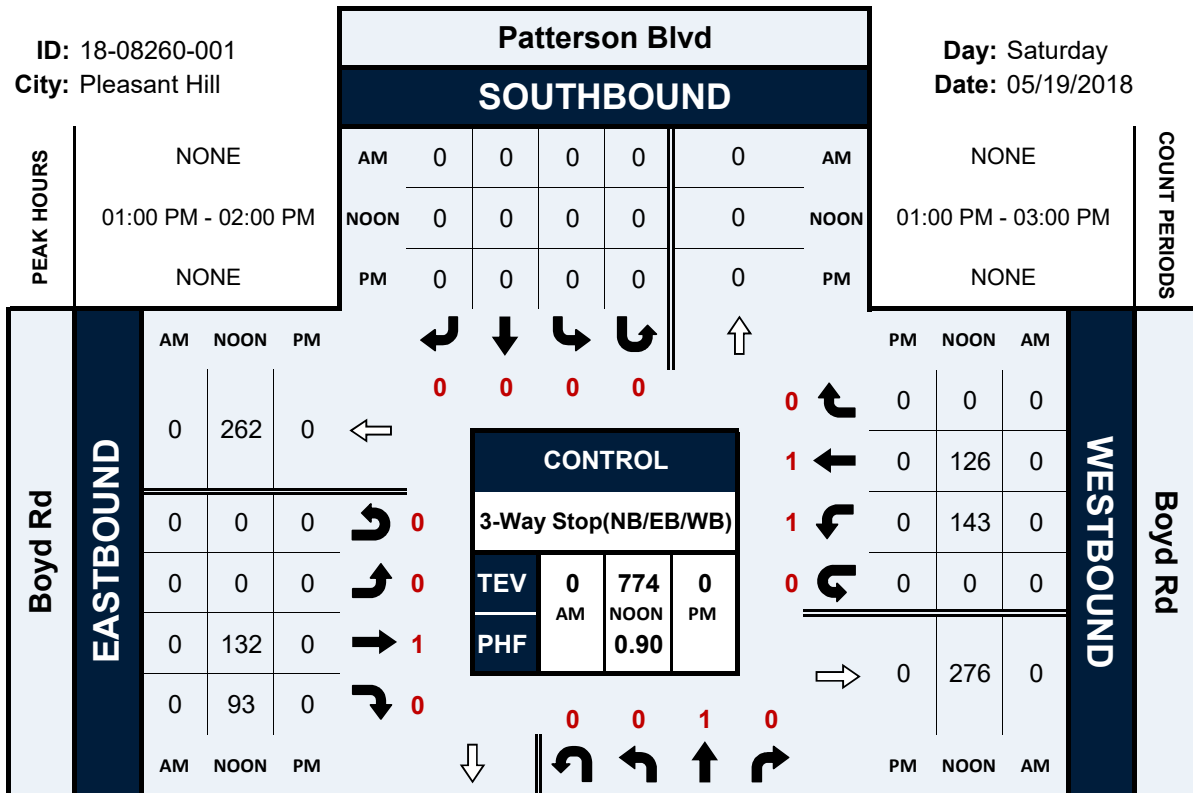 Patterson Blvd
ID: 18-08260-001
Day: Saturday
City: Pleasant Hill
Date: 05/19/2018
SOUTHBOUND
PEAK HOURS
NONE
AM 0 0 0 0 0 AM
NONE
COUNT PERIODS
01:00 PM - 02:00 PM
NOON 0 0 0 0 0 NOON
01:00 PM - 03:00 PM
NONE
PM 0 0 0 0 0 PM
NONE
Boyd Rd
EASTBOUND
AM NOON PM
0 262 0
0 0 0 0
0 0 0 0
0 132 0 1
0 93 0 0
AM NOON PM
0 0 0 0
CONTROL
3-Way Stop(NB/EB/WB)
TEV 0 774 0
AM NOON PM
PHF 0.90
0 0 1 0
PM NOON AM
0 0 0 0
1 0 126 0
1 0 143 0
0 0 0 0
0 276 0
PM NOON AM
WESTBOUND
Boyd Rd